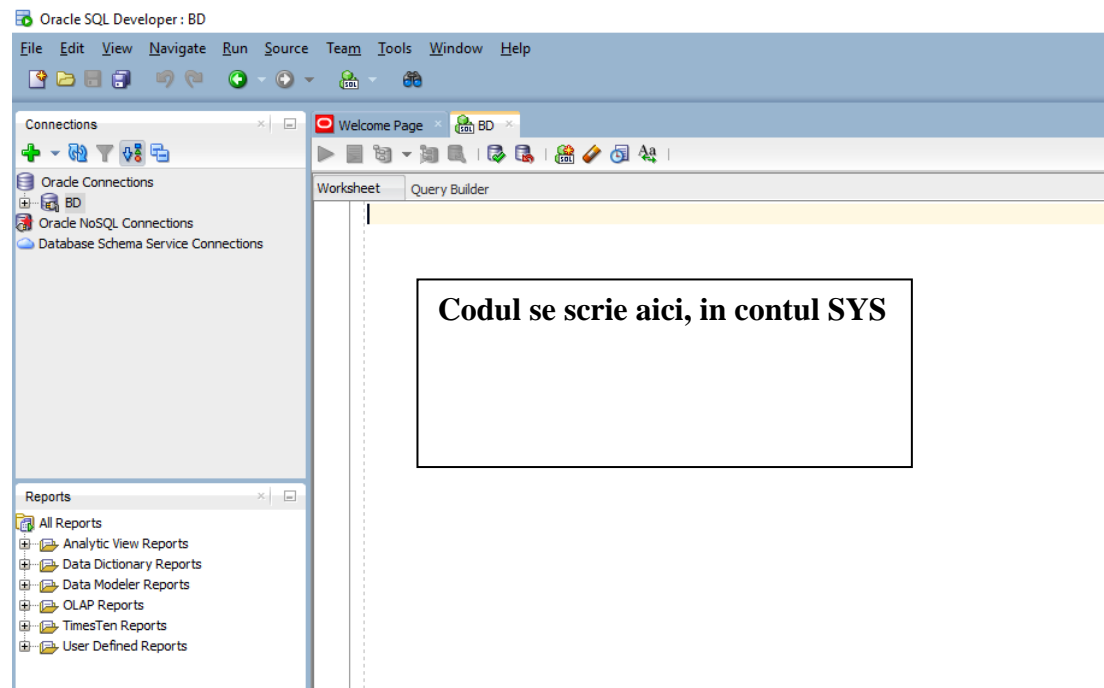 Oracle SQL Developer : BD
File Edit View Navigate Run Source Team Tools Window Help
Connections
Oracle Connections
BD
Oracle NoSQL Connections
Database Schema Service Connections
Welcome Page
SQL BD
Worksheet Query Builder
Codul se scrie aici, in contul SYS
Reports
All Reports
Analytic View Reports
Data Dictionary Reports
Data Modeler Reports
OLAP Reports
TimesTen Reports
User Defined Reports